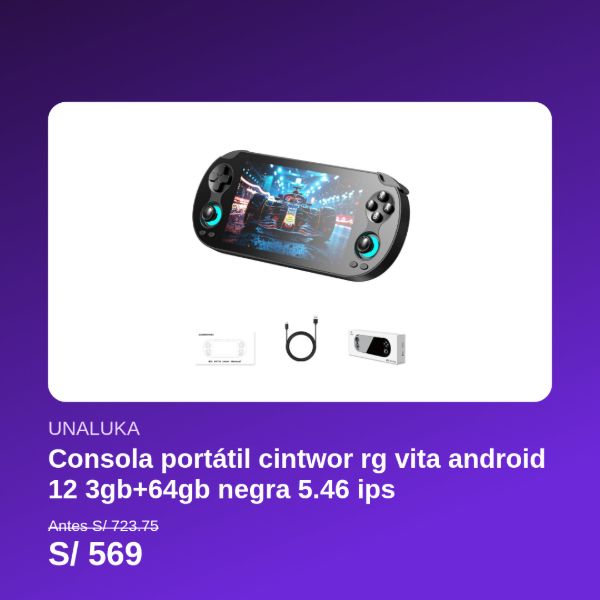 UNALUKA
Consola portátil cintwor rg vita android
12 3gb+64gb negra 5.46 ips
Antes S/ 723.75
S/ 569